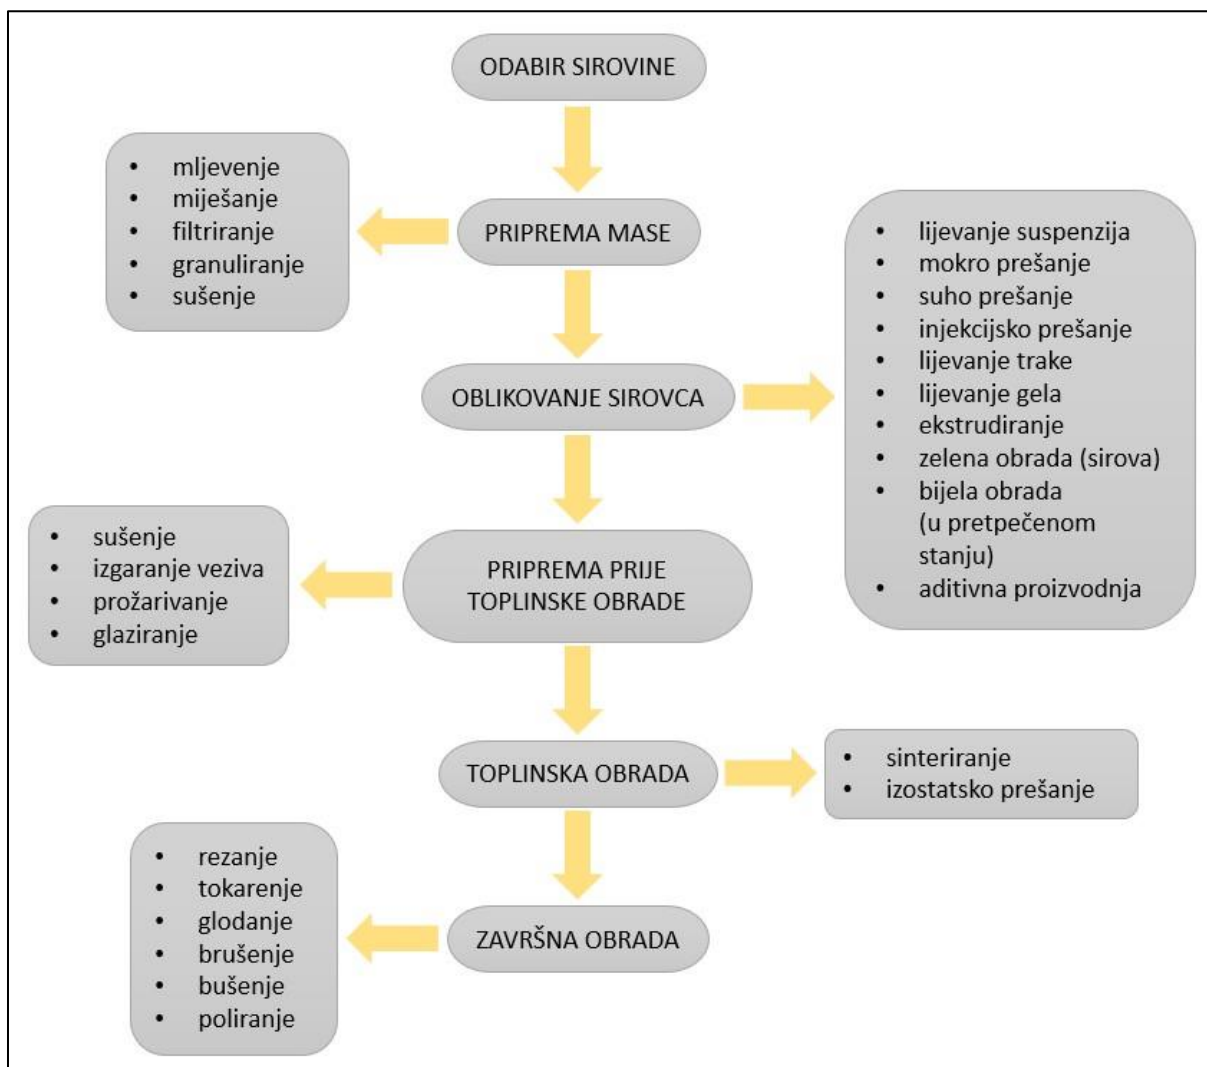 ODABIR SIROVINE
• mljevenje
• miješanje
• filtriranje
• granuliranje
• sušenje
PRIPREMA MASE
• lijevanje suspenzija
• mokro prešanje
• suho prešanje
• injekcijsko prešanje
• lijevanje trake
• lijevanje gela
• ekstrudiranje
• zelena obrada (sirova)
• bijela obrada
(u pretpečenom
stanju)
• aditivna proizvodnja
OBLIKOVANJE SIROVCA
• sušenje
• izgaranje veziva
• prožarivanje
• glaziranje
PRIPREMA PRIJE
TOPLINSKE OBRADE
TOPLINSKA OBRADA
• sinteriranje
• izostatsko prešanje
• rezanje
• tokarenje
• glodanje
• brušenje
• bušenje
• poliranje
ZAVRŠNA OBRADA